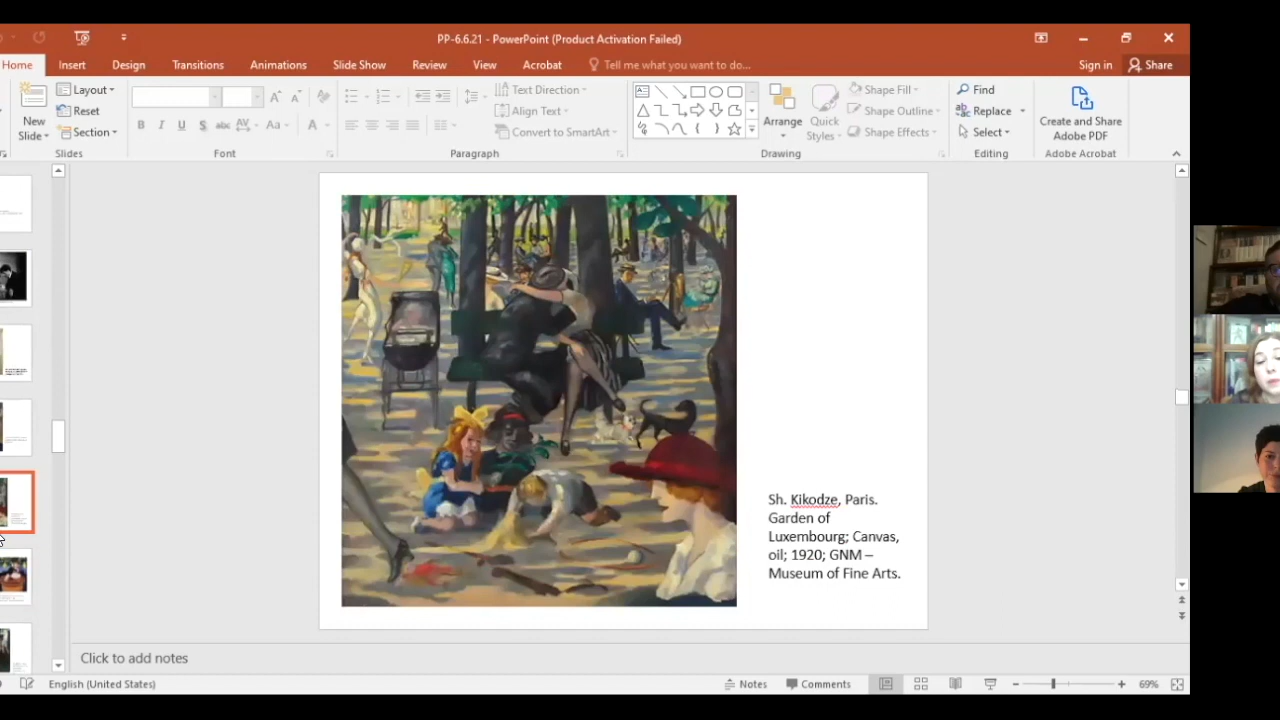 PP-6.6.21 - PowerPoint (Product Activation Failed)
Home Insert Design Transitions Animations Slide Show Review View Acrobat Tell me what you want to do... Sign in Share
New Slide
Layout
Reset
Section
Slides
B I U S abc AV Aa A
Font
Text Direction
Align Text
Convert to SmartArt
Paragraph
Arrange
Quick Styles
Shape Fill
Shape Outline
Shape Effects
Drawing
Find
Replace
Select
Editing
Create and Share
Adobe PDF
Adobe Acrobat
Sh. Kikodze, Paris.
Garden of
Luxembourg; Canvas,
oil; 1920; GNM –
Museum of Fine Arts.
Click to add notes
English (United States) Notes Comments 69%